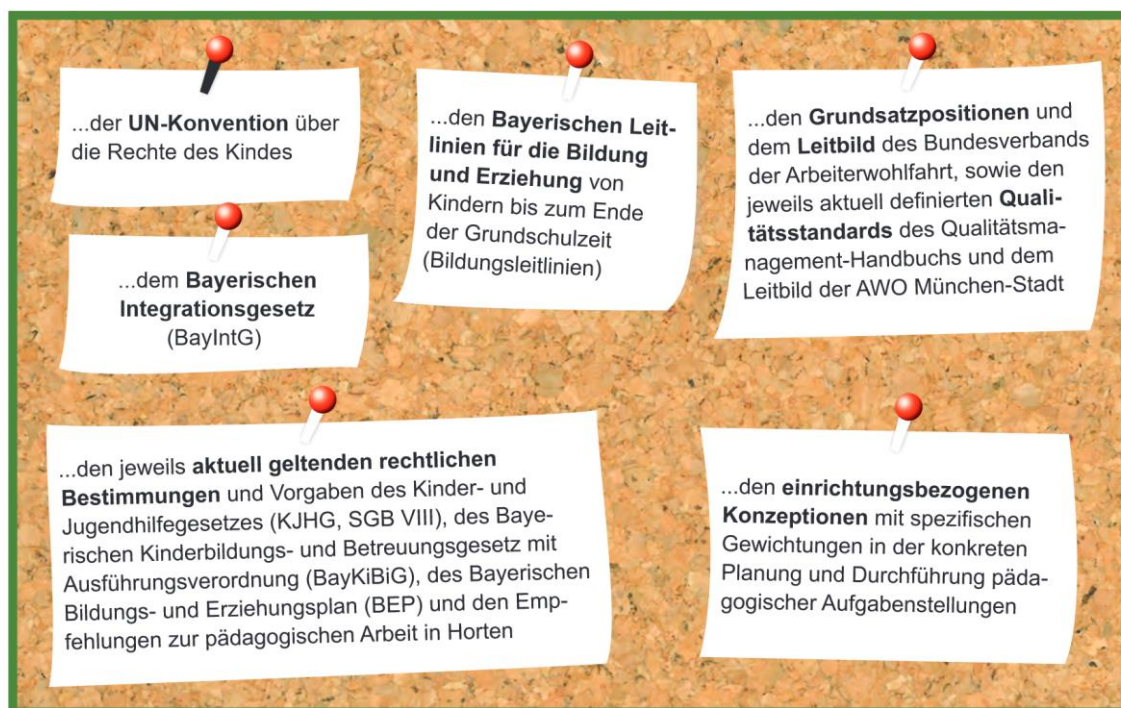 ...der UN-Konvention über
die Rechte des Kindes
...den Bayerischen Leit-
linien für die Bildung
und Erziehung von
Kindern bis zum Ende
der Grundschulzeit
(Bildungsleitlinien)
...den Grundsatzpositionen und
dem Leitbild des Bundesverbands
der Arbeiterwohlfahrt, sowie den
jeweils aktuell definierten Quali-
tätsstandards des Qualitätsma-
nagement-Handbuchs und dem
Leitbild der AWO München-Stadt
...dem Bayerischen
Integrationsgesetz
(BayIntG)
...den jeweils aktuell geltenden rechtlichen
Bestimmungen und Vorgaben des Kinder- und
Jugendhilfegesetzes (KJHG, SGB VIII), des Baye-
rischen Kinderbildungs- und Betreuungsgesetz mit
Ausführungsverordnung (BayKiBiG), des Bayerischen
Bildungs- und Erziehungsplan (BEP) und den Emp-
fehlungen zur pädagogischen Arbeit in Horten
...den einrichtungsbezogenen
Konzeptionen mit spezifischen
Gewichtungen in der konkreten
Planung und Durchführung päda-
gogischer Aufgabenstellungen